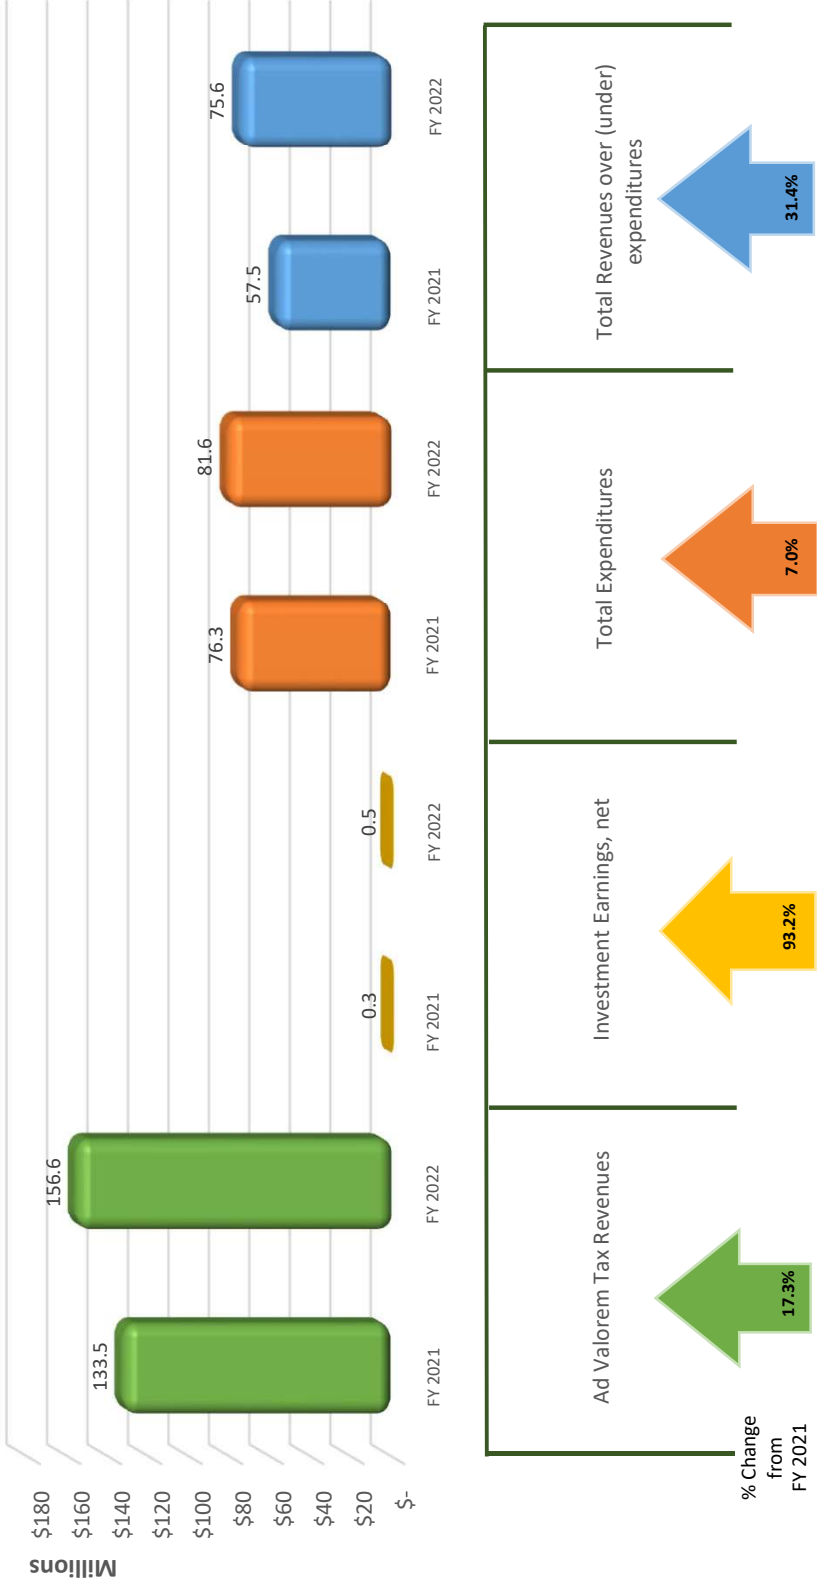 Millions
$180
$160
$140
$120
$100
$80
$60
$40
$20
$-
133.5
156.6
0.3
0.5
76.3
81.6
57.5
75.6
FY 2021
FY 2022
FY 2021
FY 2022
FY 2021
FY 2022
FY 2021
FY 2022
Ad Valorem Tax Revenues
Investment Earnings, net
Total Expenditures
Total Revenues over (under)
expenditures
% Change
from
FY 2021
17.3%
93.2%
7.0%
31.4%